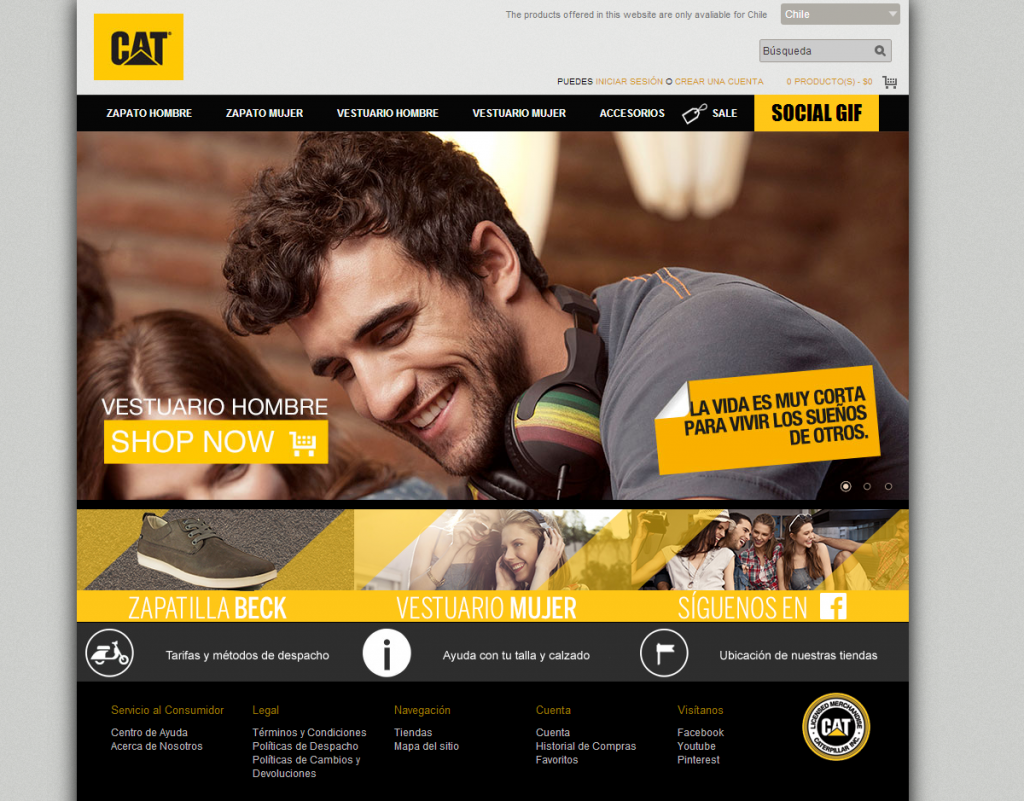 The products offered in this website are only avaliable for Chile
Chile
CAT
Búsqueda
PUEDES INICIAR SESIÓN O CREAR UNA CUENTA
0 PRODUCTO(S) - $0
ZAPATO HOMBRE
ZAPATO MUJER
VESTUARIO HOMBRE
VESTUARIO MUJER
ACCESORIOS
SALE
SOCIAL GIF
VESTUARIO HOMBRE
SHOP NOW
LA VIDA ES MUY CORTA
PARA VIVIR LOS SUEÑOS
DE OTROS.
ZAPATILLA BECK
VESTUARIO MUJER
SÍGUENOS EN f
Tarifas y métodos de despacho
i
Ayuda con tu talla y calzado
Ubicación de nuestras tiendas
Servicio al Consumidor
Centro de Ayuda
Acerca de Nosotros
Legal
Términos y Condiciones
Políticas de Despacho
Políticas de Cambios y
Devoluciones
Navegación
Tiendas
Mapa del sitio
Cuenta
Cuenta
Historial de Compras
Favoritos
Visítanos
Facebook
Youtube
Pinterest
LICENSED MERCHANDISE
CAT
CATERPILLAR INC.